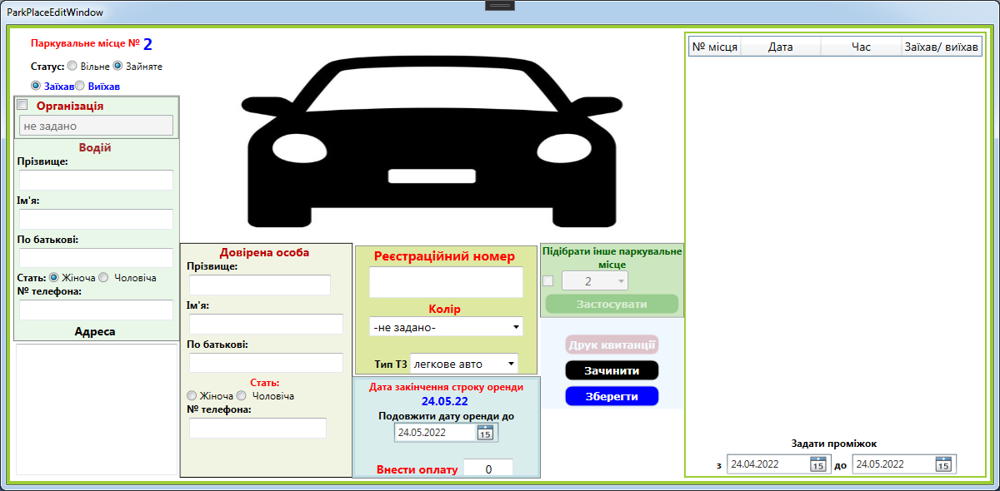 ParkPlaceEditWindow
Паркувальне місце № 2
Статус: Вільне Зайняте
Заїхав Виїхав
Організація
не задано
Водій
Прізвище:
Ім'я:
По батькові:
Стать: Жіноча Чоловіча
№ телефона:
Адреса
Довірена особа
Прізвище:
Ім'я:
По батькові:
Стать:
Жіноча Чоловіча
№ телефона:
Реєстраційний номер
Колір
-не задано-
Тип ТЗ легкове авто
Дата закінчення строку оренди
24.05.22
Подовжити дату оренди до
24.05.2022 15
Внести оплату 0
Підібрати інше паркувальне
місце
2
Застосувати
Друк квитанції
Зачинити
Зберегти
№ місця Дата Час Заїхав/ виїхав
Задати проміжок
з 24.04.2022 15 до 24.05.2022 15